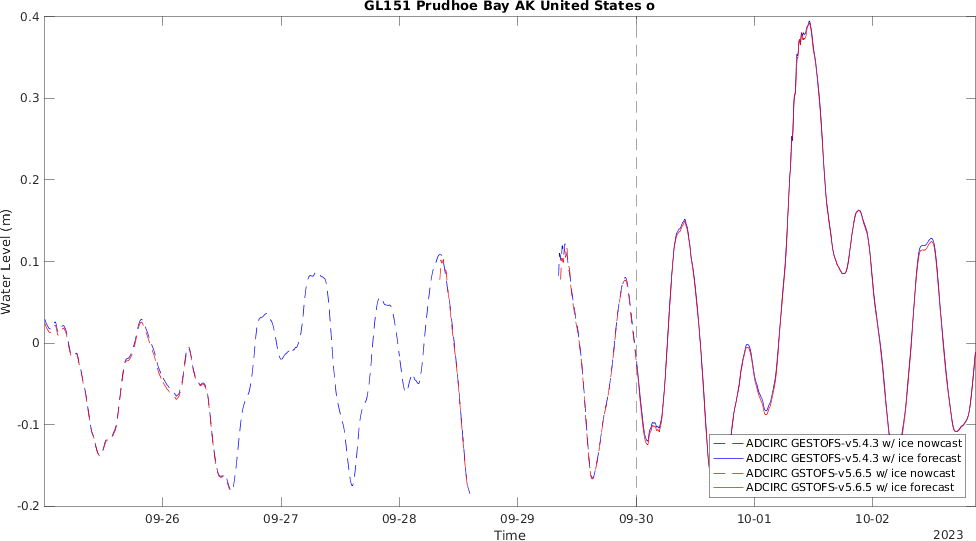 GL151 Prudhoe Bay AK United States o
0.4
0.3
0.2
0.1
0
-0.1
-0.2
Water Level (m)
ADCIRC GESTOFS-v5.4.3 w/ ice nowcast
ADCIRC GESTOFS-v5.4.3 w/ ice forecast
ADCIRC GSTOFS-v5.6.5 w/ ice nowcast
ADCIRC GSTOFS-v5.6.5 w/ ice forecast
09-26 09-27 09-28 09-29 09-30 10-01 10-02
Time
2023